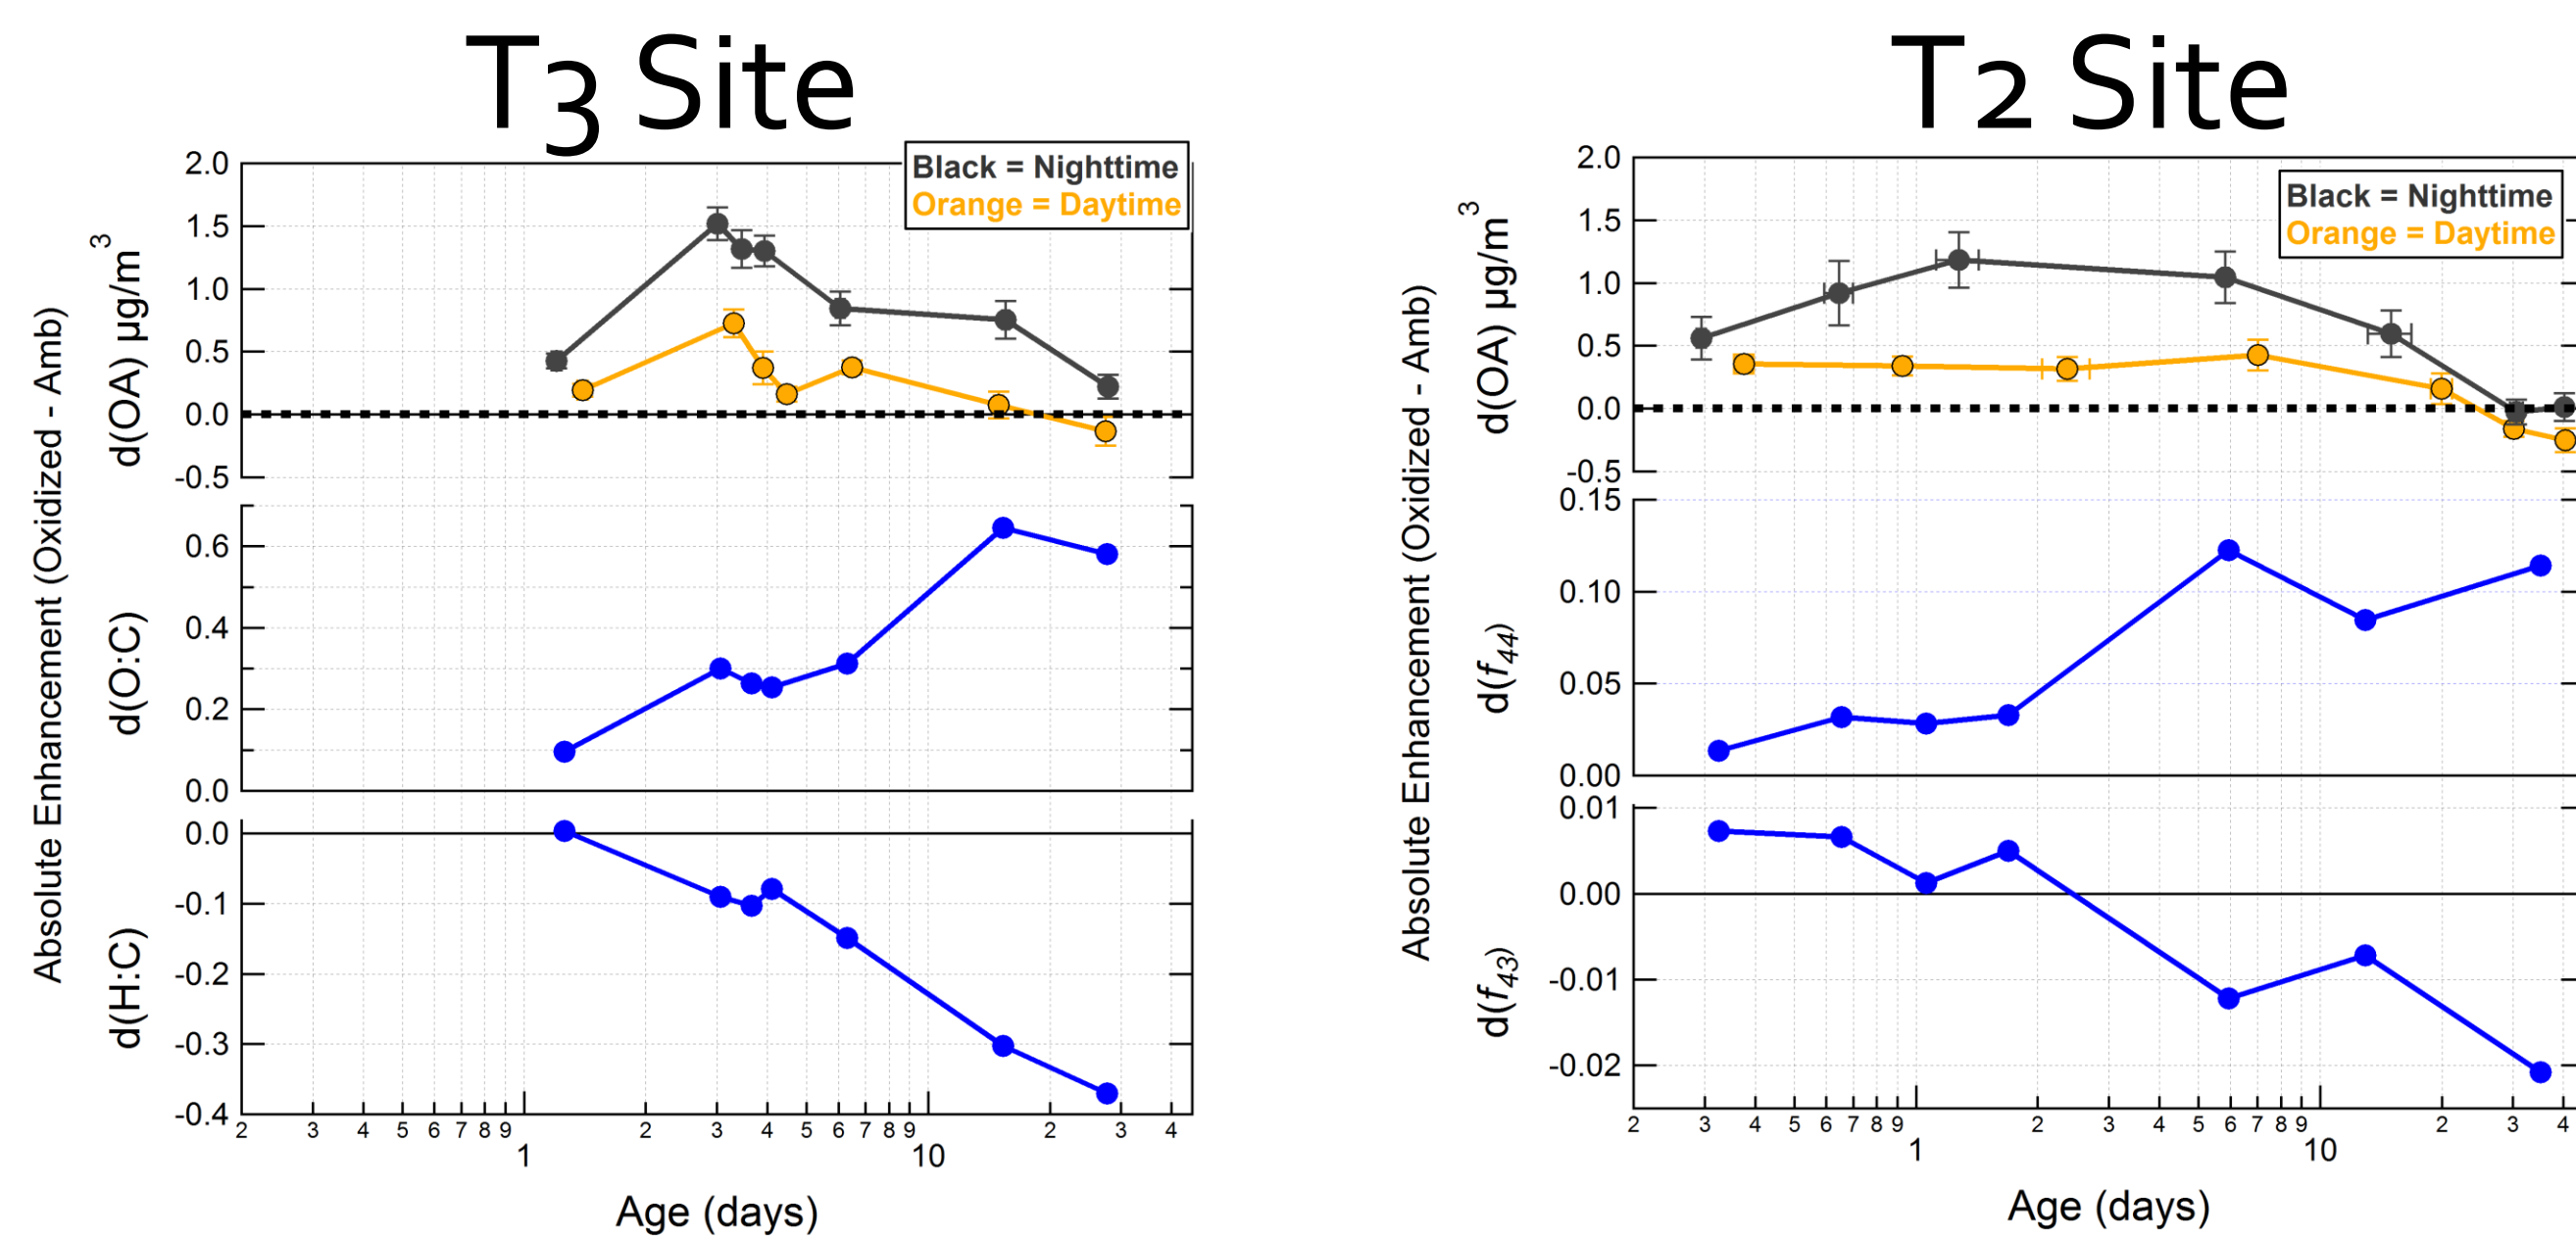 T3 Site
Black = Nighttime
Orange = Daytime
Absolute Enhancement (Oxidized - Amb)
d(OA) µg/m3
2.0
1.5
1.0
0.5
0.0
-0.5
d(O:C)
0.6
0.4
0.2
0.0
d(H:C)
0.0
-0.1
-0.2
-0.3
-0.4
2 3 4 5 6 7 8 9 2 3 4 5 6 7 8 9 2 3 4
1 10
Age (days)
T2 Site
Black = Nighttime
Orange = Daytime
Absolute Enhancement (Oxidized - Amb)
d(OA) µg/m3
2.0
1.5
1.0
0.5
0.0
-0.5
d(f44)
0.15
0.10
0.05
0.00
d(f43)
0.01
0.00
-0.01
-0.02
2 3 4 5 6 7 8 9 2 3 4 5 6 7 8 9 2 3 4
1 10
Age (days)